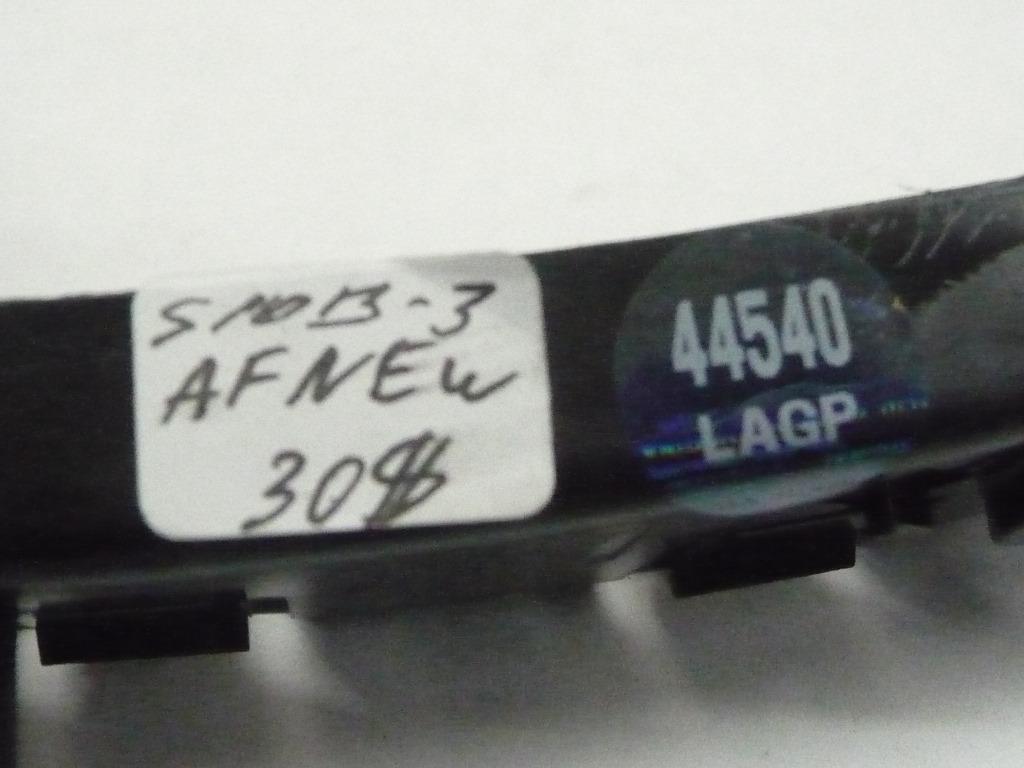 S10B-3
AFNEW
30$
44540
LAGP